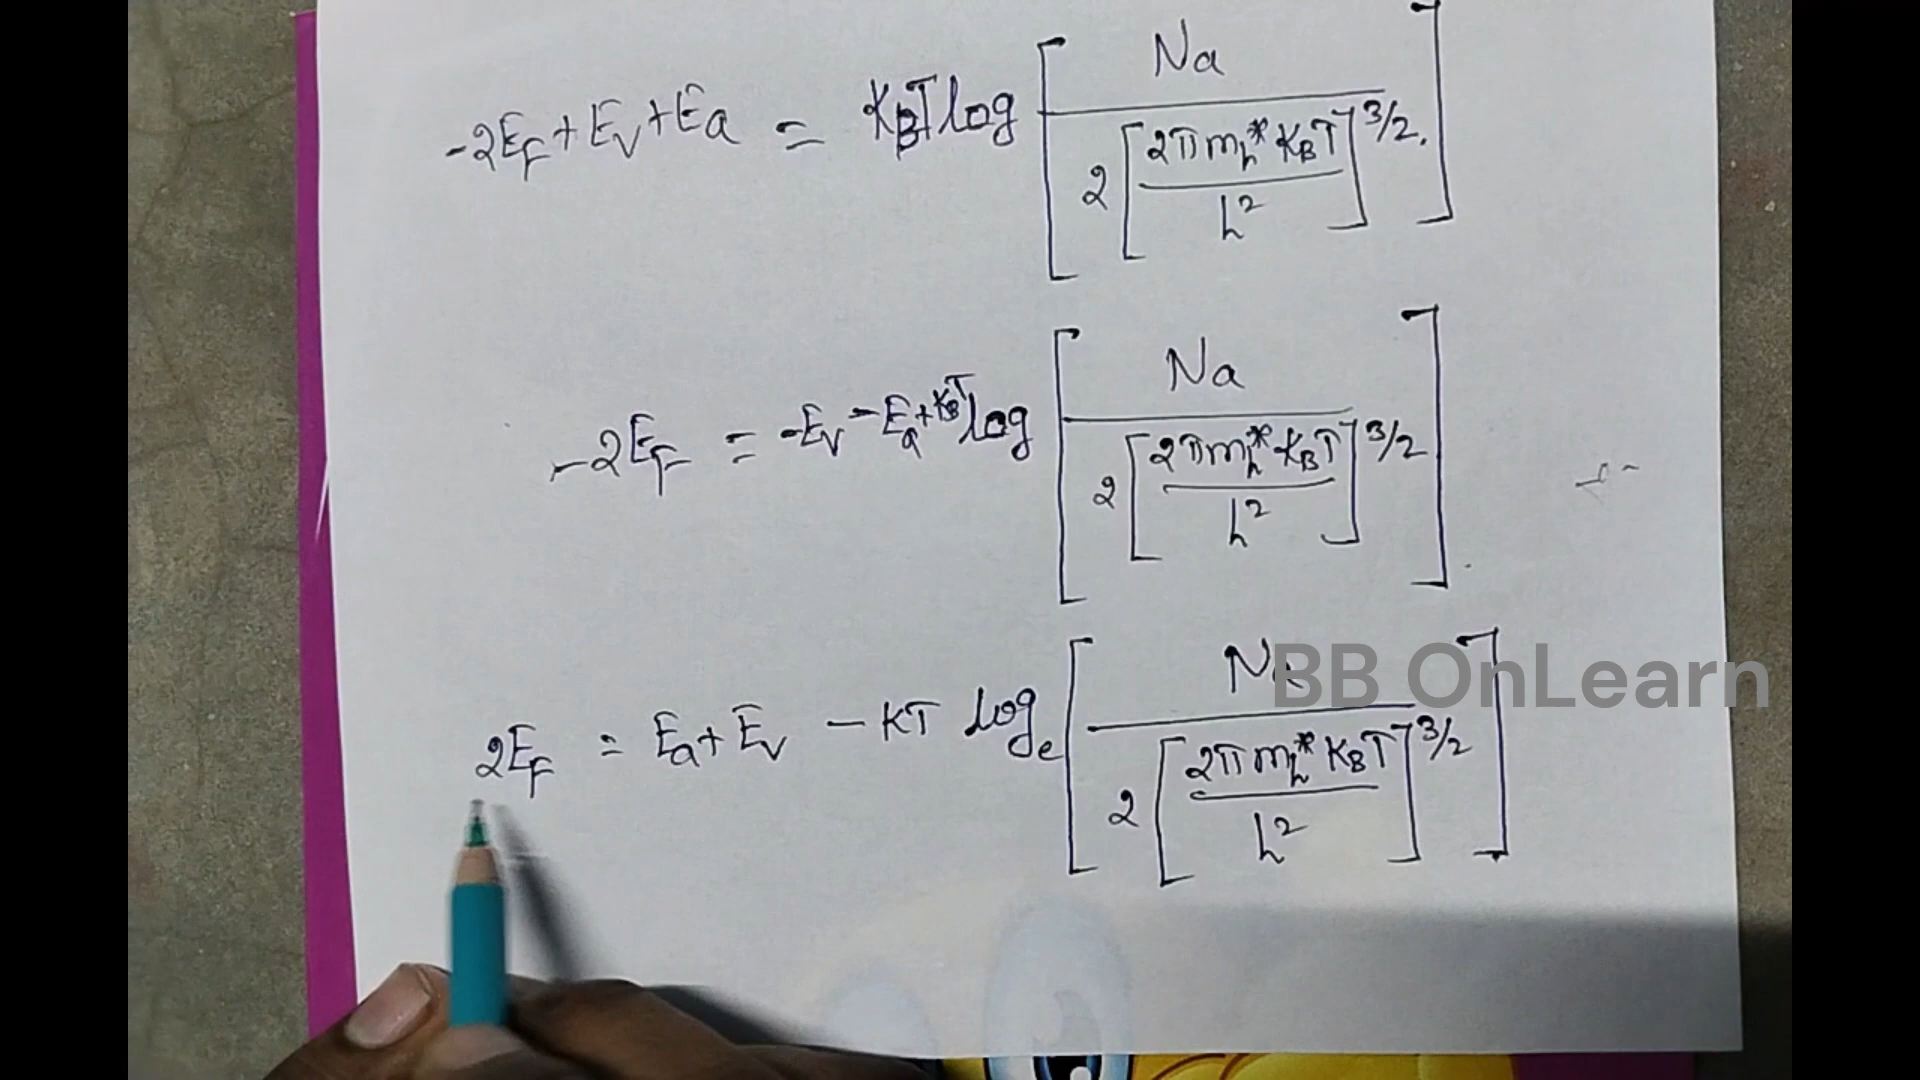 -2E_F + E_V + E_a = K_BT log [ Na / 2 [ 2πm_h* K_BT / h² ]^3/2 . ]
-2E_F = -E_V - E_a + K_BT log [ Na / 2 [ 2πm_h* K_BT / h² ]^3/2 ]
2E_F = E_a + E_V - KT log_e [ Na / 2 [ 2πm_h* K_BT / h² ]^3/2 ]
BB OnLearn